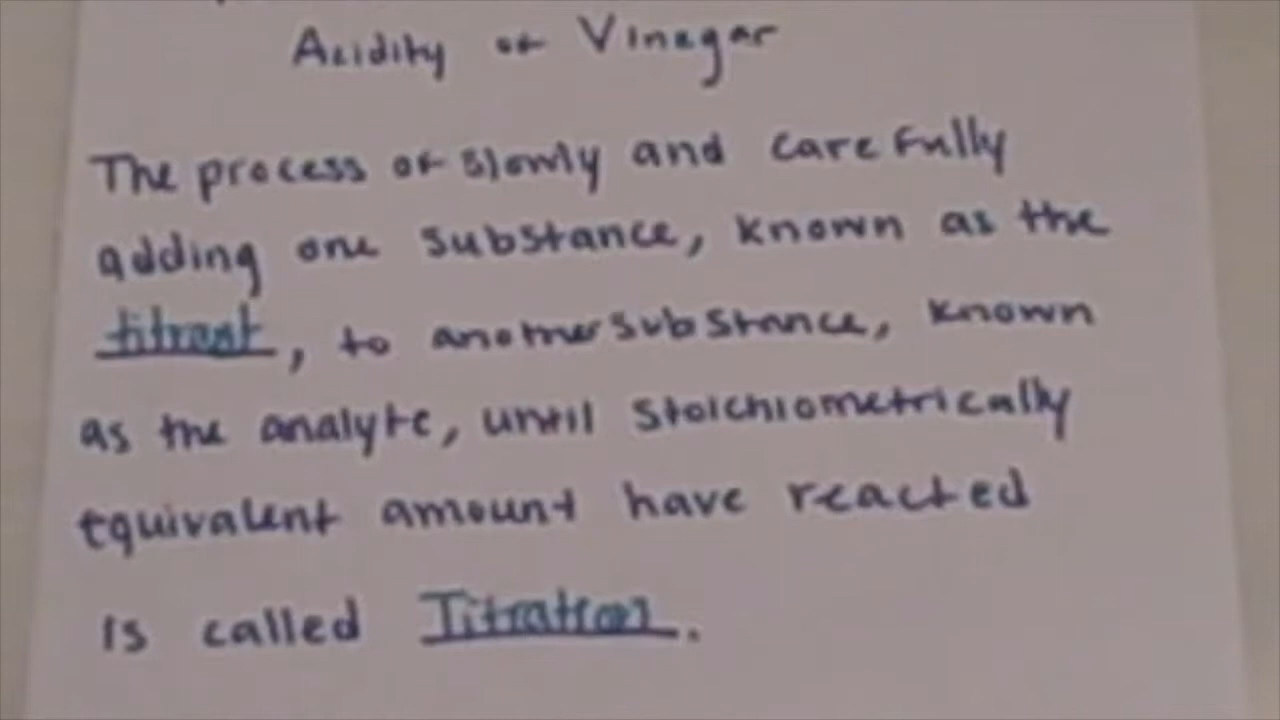 Acidity of Vinegar
The process of slowly and carefully
adding one substance, known as the
titrant, to another substance, known
as the analyte, until stoichiometrically
equivalent amount have reacted
is called Titration.